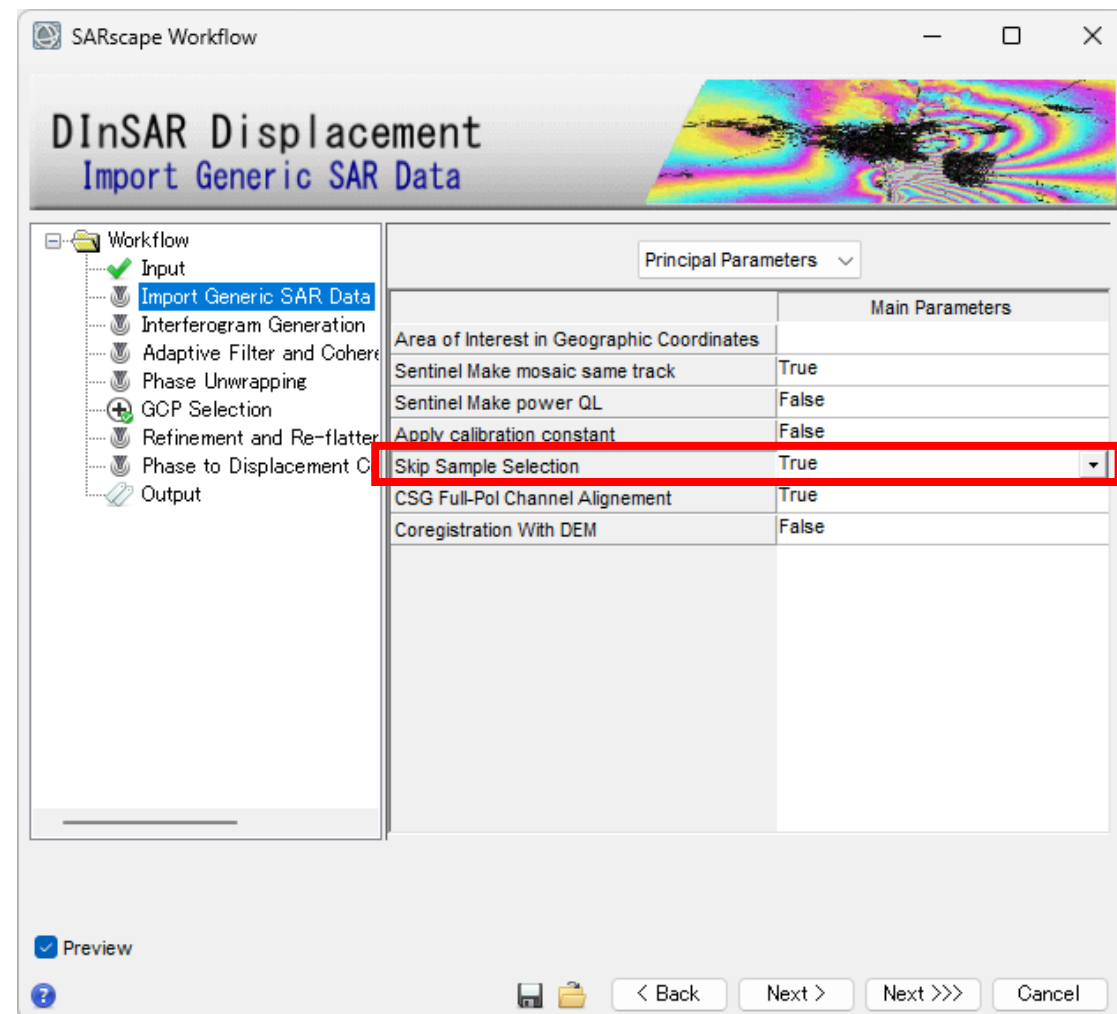 SARscape Workflow
DInSAR Displacement
Import Generic SAR Data
Workflow
Input
Import Generic SAR Data
Interferogram Generation
Adaptive Filter and Cohere
Phase Unwrapping
GCP Selection
Refinement and Re-flatter
Phase to Displacement C
Output
Principal Parameters
Main Parameters
Area of Interest in Geographic Coordinates
Sentinel Make mosaic same track True
Sentinel Make power QL False
Apply calibration constant False
Skip Sample Selection True
CSG Full-Pol Channel Alignement True
Coregistration With DEM False
Preview
?
< Back Next > Next >>> Cancel